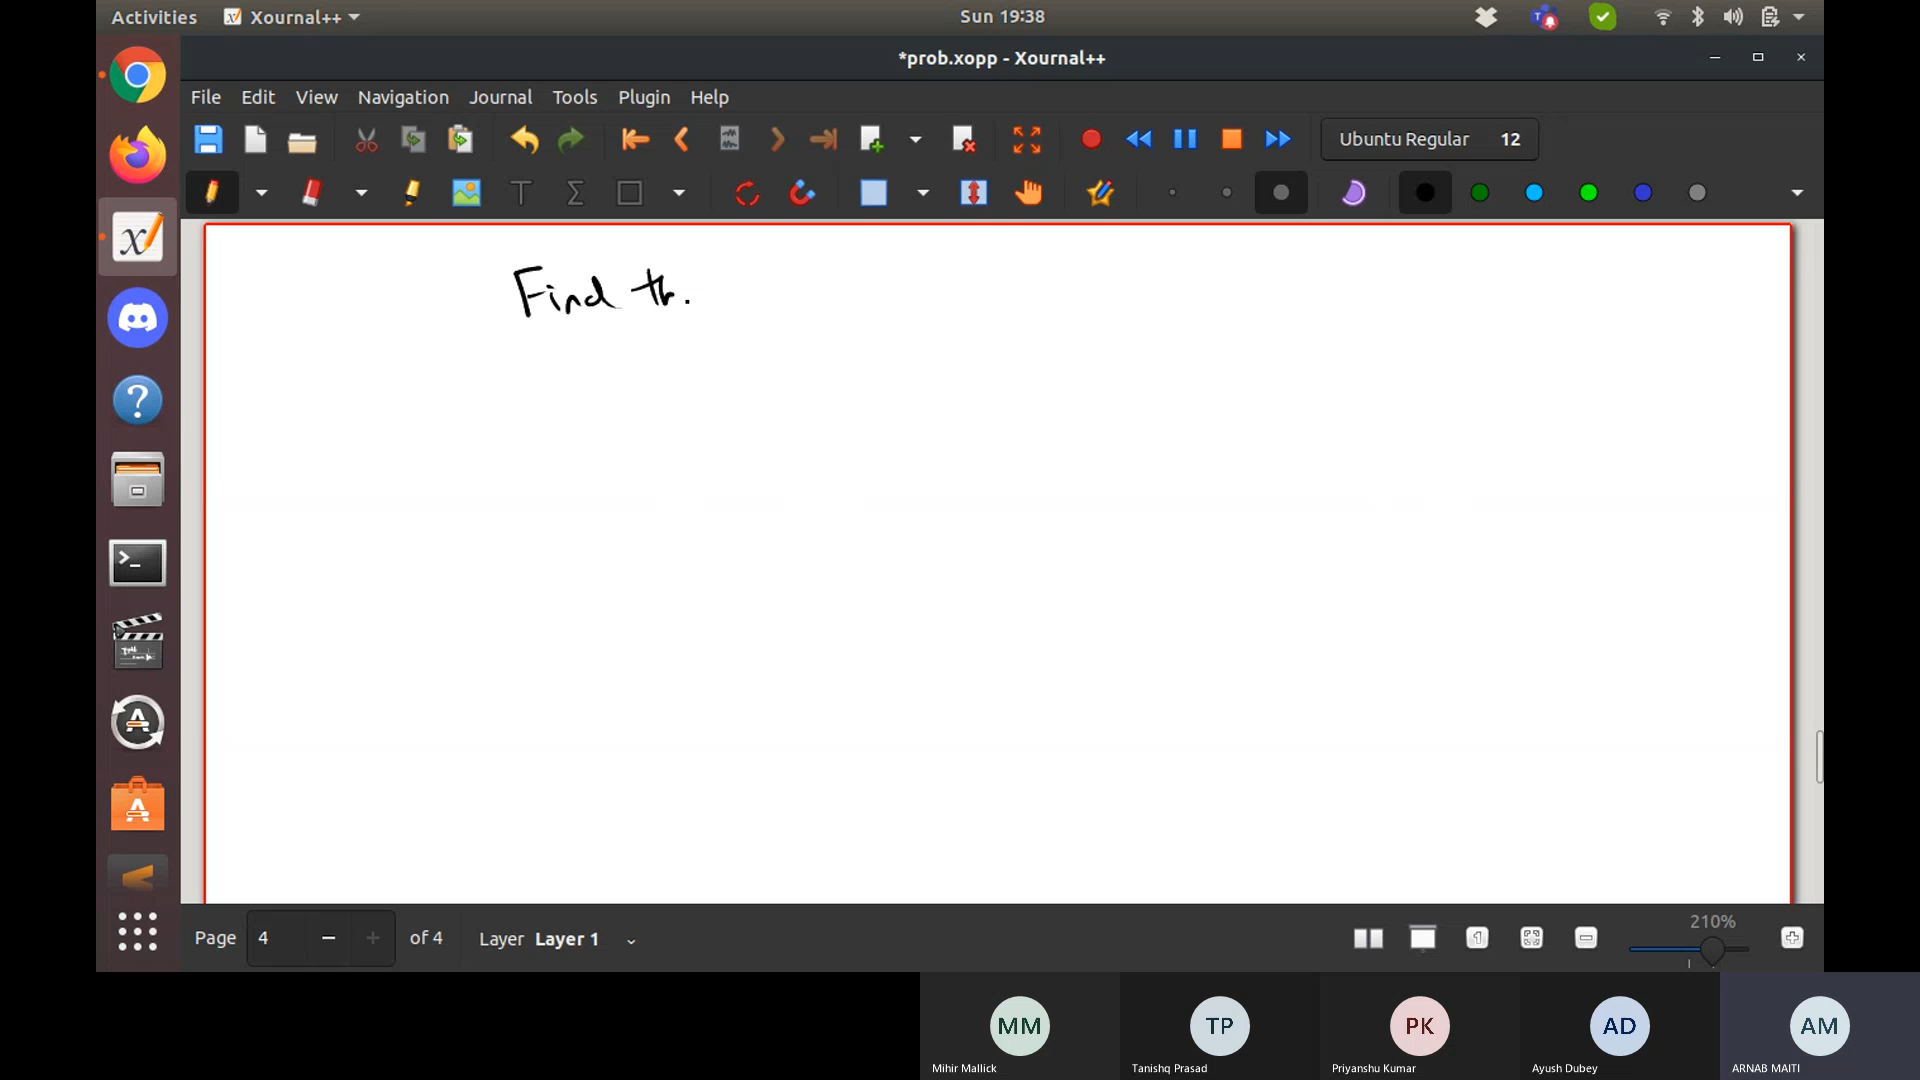 Activities Xournal++ Sun 19:38
*prob.xopp - Xournal++
File Edit View Navigation Journal Tools Plugin Help
Ubuntu Regular 12
Find th.
Page 4 of 4 Layer Layer 1 210%
MM TP PK AD AM
Mihir Mallick Tanishq Prasad Priyanshu Kumar Ayush Dubey ARNAB MAITI